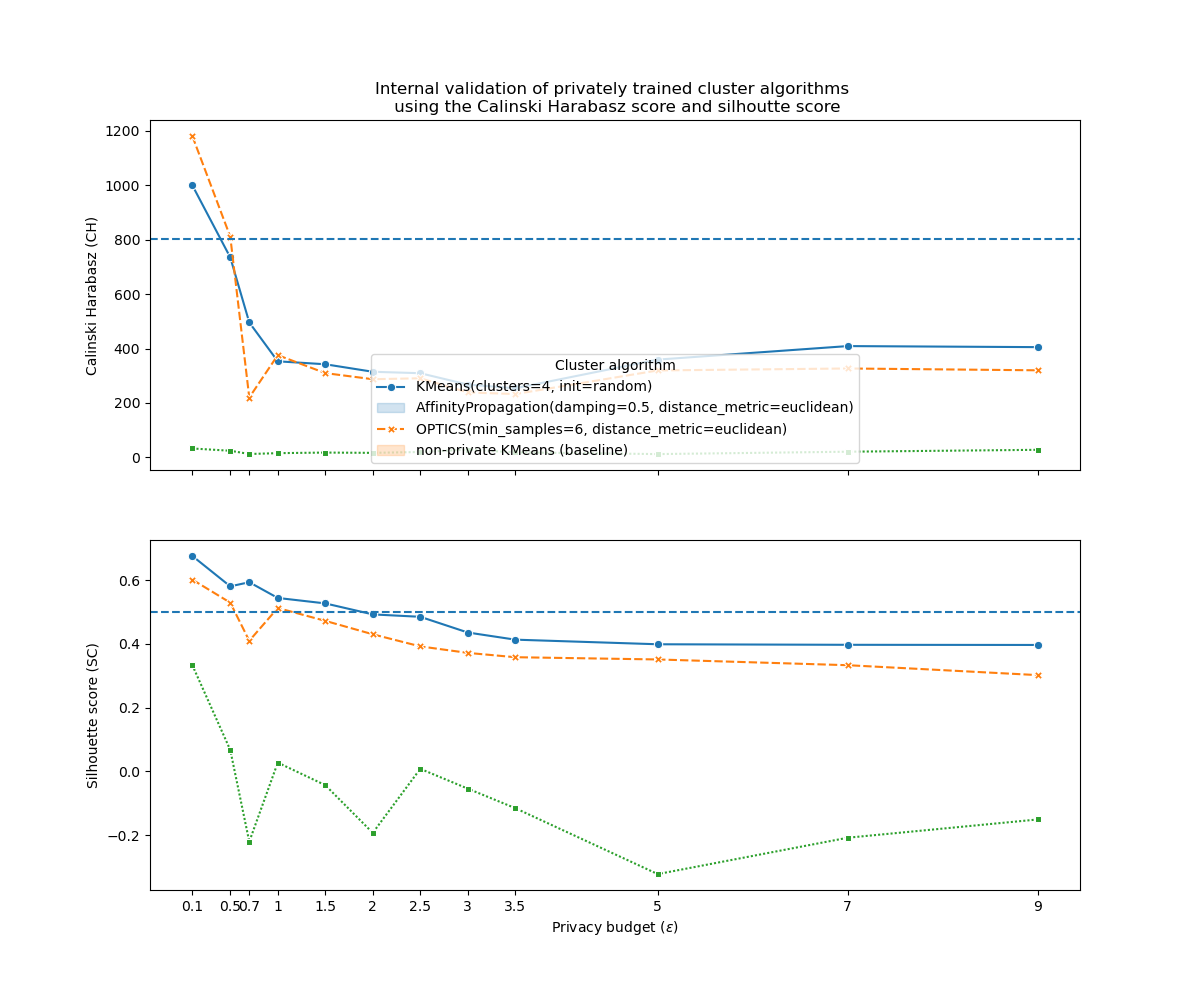 Internal validation of privately trained cluster algorithms
using the Calinski Harabasz score and silhoutte score
Calinski Harabasz (CH)
1200
1000
800
600
400
200
0
Cluster algorithm
KMeans(clusters=4, init=random)
AffinityPropagation(damping=0.5, distance_metric=euclidean)
OPTICS(min_samples=6, distance_metric=euclidean)
non-private KMeans (baseline)
Silhouette score (SC)
0.6
0.4
0.2
0.0
−0.2
0.1 0.5 0.7 1 1.5 2 2.5 3 3.5 5 7 9
Privacy budget (ε)